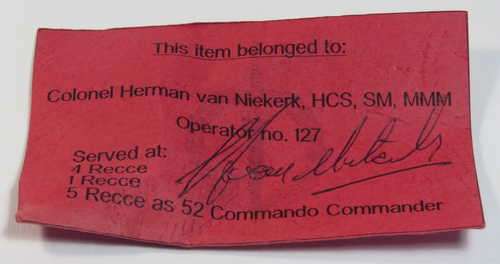 This item belonged to:
Colonel Herman van Niekerk, HCS, SM, MMM
Operator no. 127
Served at:
4 Recce
1 Recce
5 Recce as 52 Commando Commander